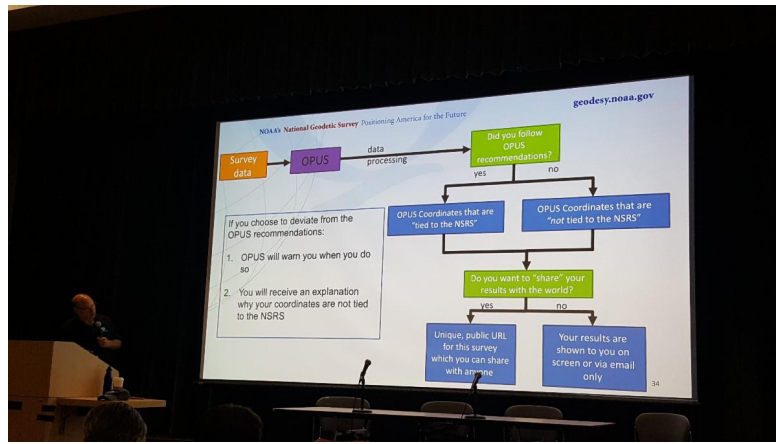 geodesy.noaa.gov
NOAA's National Geodetic Survey Positioning America for the Future
Survey
data
OPUS
data
processing
Did you follow
OPUS
recommendations?
yes
no
OPUS Coordinates that are
"tied to the NSRS"
OPUS Coordinates that are
"not tied to the NSRS"
If you choose to deviate from the
OPUS recommendations:
1. OPUS will warn you when you do
so
2. You will receive an explanation
why your coordinates are not tied
to the NSRS
Do you want to "share" your
results with the world?
yes
no
Unique, public URL
for this survey
which you can share
with anyone
Your results are
shown to you on
screen or via email
only
34